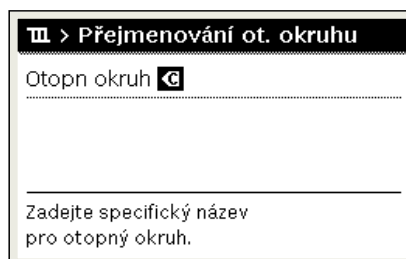 > Přejmenování ot. okruhu
Otopn okruh C
Zadejte specifický název
pro otopný okruh.